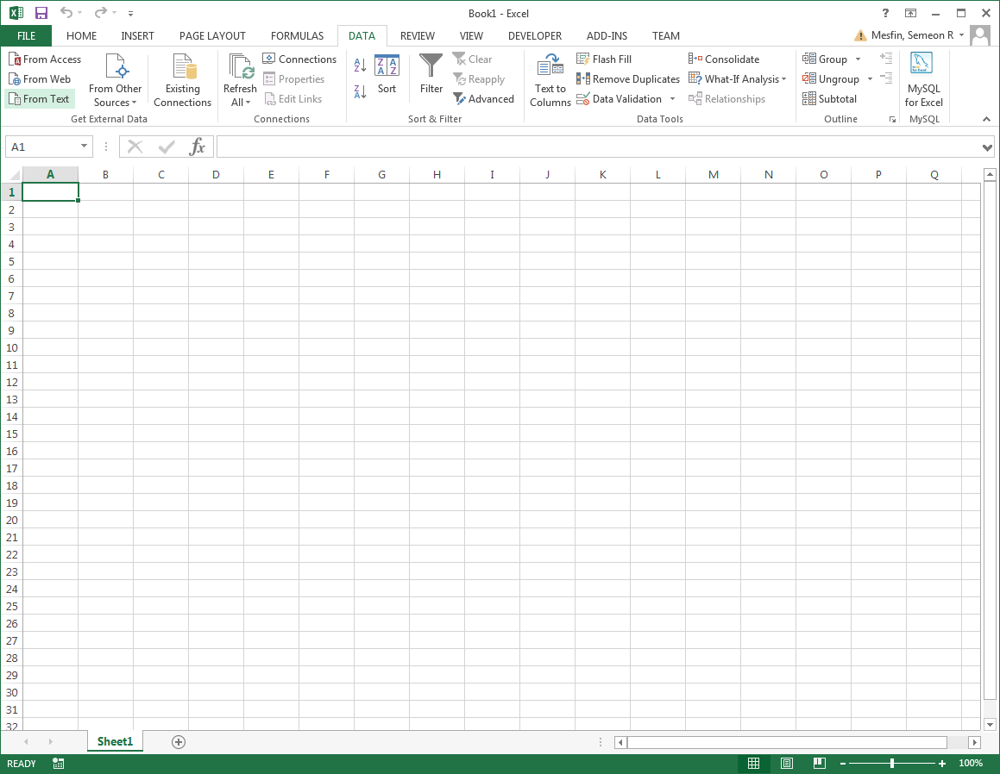 Book1 - Excel
?
FILE HOME INSERT PAGE LAYOUT FORMULAS DATA REVIEW VIEW DEVELOPER ADD-INS TEAM Mesfin, Semeon R
From Access
From Web
From Text
From Other
Sources
Existing
Connections
Get External Data
Refresh
All
Connections
Properties
Edit Links
Connections
Sort
Filter
Clear
Reapply
Advanced
Sort & Filter
Text to
Columns
Flash Fill
Remove Duplicates
Data Validation
Consolidate
What-If Analysis
Relationships
Data Tools
Group
Ungroup
Subtotal
Outline
MySQL
for Excel
MySQL
A1
fx
A B C D E F G H I J K L M N O P Q
1
2
3
4
5
6
7
8
9
10
11
12
13
14
15
16
17
18
19
20
21
22
23
24
25
26
27
28
29
30
31
32
Sheet1
READY
100%